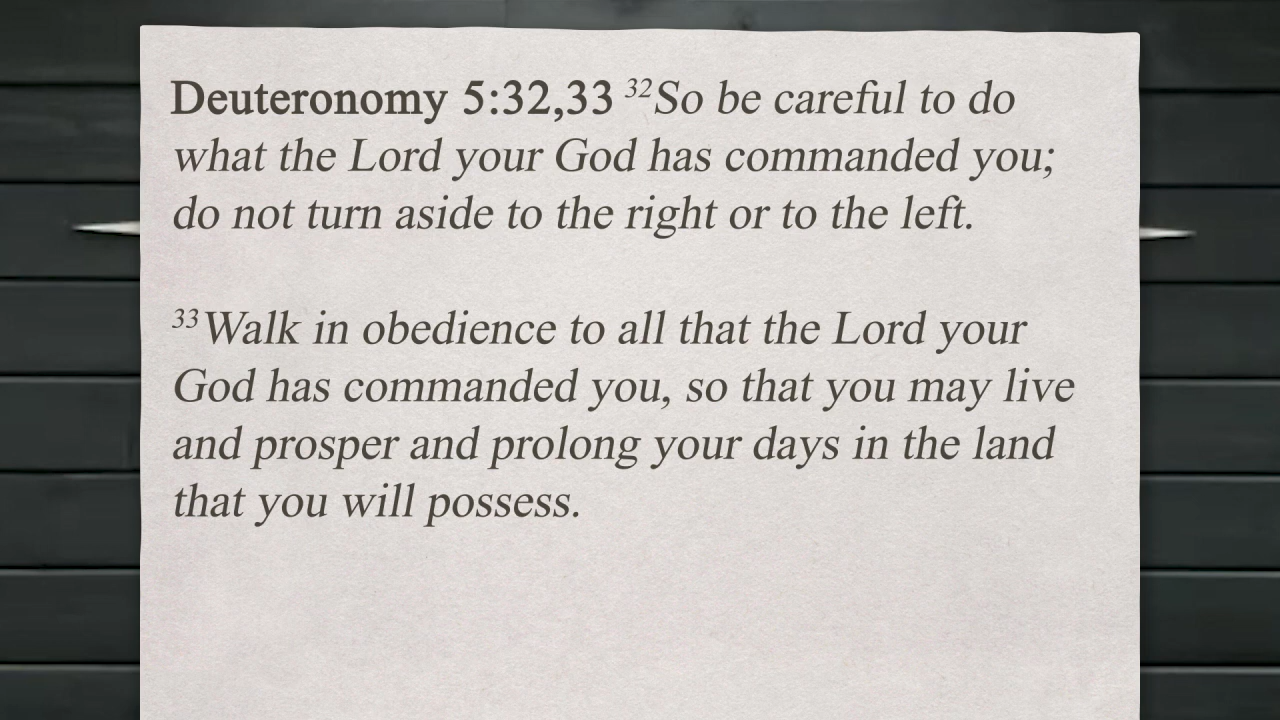 Deuteronomy 5:32,33 ³²So be careful to do
what the Lord your God has commanded you;
do not turn aside to the right or to the left.
³³Walk in obedience to all that the Lord your
God has commanded you, so that you may live
and prosper and prolong your days in the land
that you will possess.